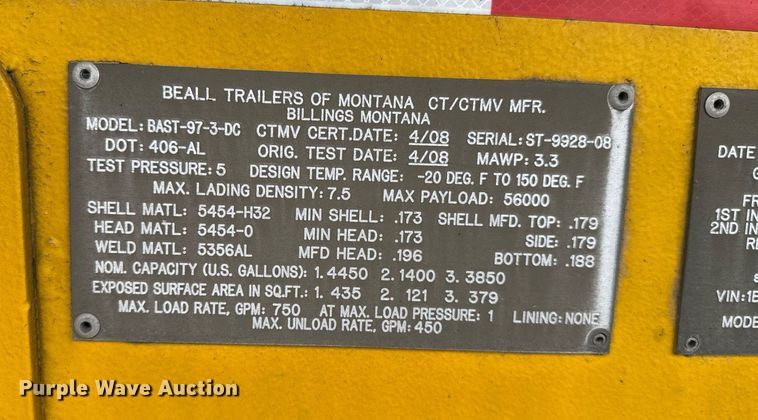 BEALL TRAILERS OF MONTANA CT/CTMV MFR.
BILLINGS MONTANA
MODEL: BAST-97-3-DC CTMV CERT.DATE: 4/08 SERIAL: ST-9928-08
DOT: 406-AL ORIG. TEST DATE: 4/08 MAWP: 3.3
TEST PRESSURE: 5 DESIGN TEMP. RANGE: -20 DEG. F TO 150 DEG. F
MAX. LADING DENSITY: 7.5 MAX PAYLOAD: 56000
SHELL MATL: 5454-H32 MIN SHELL: .173 SHELL MFD. TOP: .179
HEAD MATL: 5454-0 MIN HEAD: .173 SIDE: .179
WELD MATL: 5356AL MFD HEAD: .196 BOTTOM: .188
NOM. CAPACITY (U.S. GALLONS): 1. 4450 2. 1400 3. 3850
EXPOSED SURFACE AREA IN SQ.FT.: 1. 435 2. 121 3. 379
MAX. LOAD RATE, GPM: 750 AT MAX. LOAD PRESSURE: 1 LINING: NONE
MAX. UNLOAD RATE, GPM: 450
DATE
1ST IN
2ND IN
VIN: 1E
MODE
Purple Wave Auction